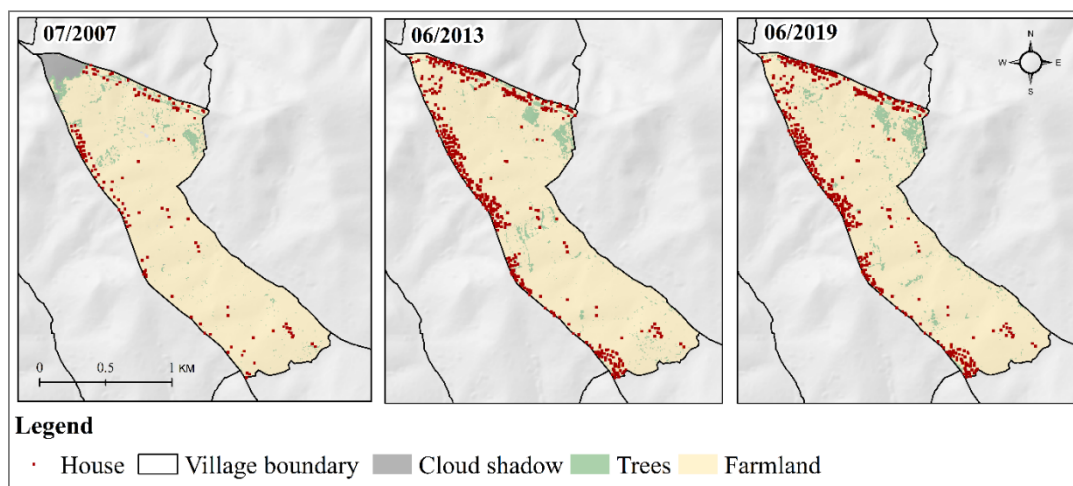 07/2007
06/2013
06/2019
N
W E
S
0 0.5 1 KM
Legend
House Village boundary Cloud shadow Trees Farmland